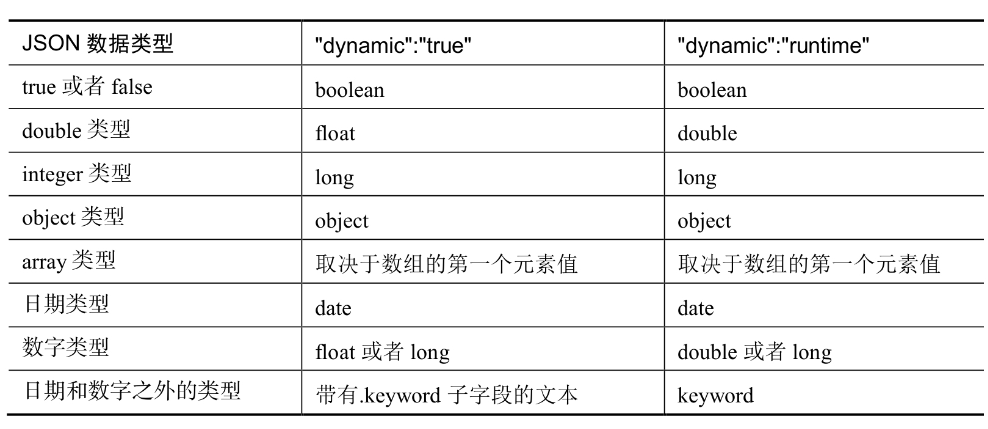 JSON 数据类型 "dynamic":"true" "dynamic":"runtime"
true 或者 false boolean boolean
double 类型 float double
integer 类型 long long
object 类型 object object
array 类型 取决于数组的第一个元素值 取决于数组的第一个元素值
日期类型 date date
数字类型 float 或者 long double 或者 long
日期和数字之外的类型 带有.keyword 子字段的文本 keyword